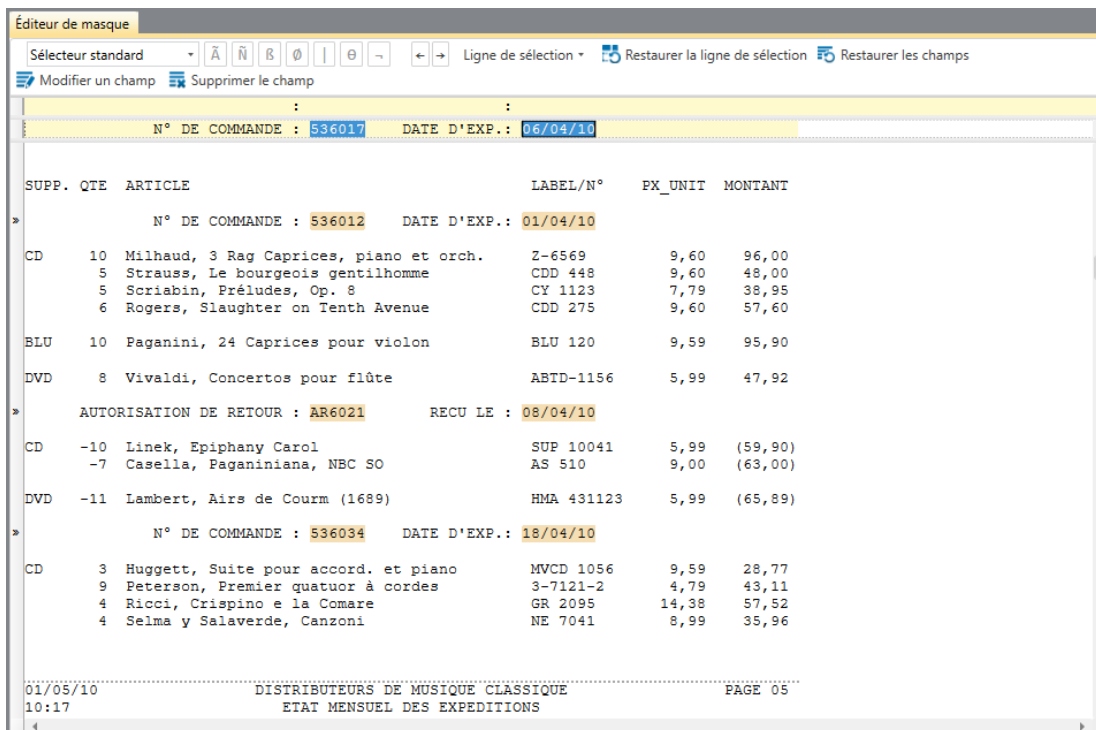 Éditeur de masque
Sélecteur standard Ã Ñ ß Ø | θ ¬ ← → Ligne de sélection Restaurer la ligne de sélection Restaurer les champs
Modifier un champ Supprimer le champ
: :
N° DE COMMANDE : 536017 DATE D'EXP.: 06/04/10
SUPP. QTE ARTICLE LABEL/N° PX_UNIT MONTANT
» N° DE COMMANDE : 536012 DATE D'EXP.: 01/04/10
CD 10 Milhaud, 3 Rag Caprices, piano et orch. Z-6569 9,60 96,00
5 Strauss, Le bourgeois gentilhomme CDD 448 9,60 48,00
5 Scriabin, Préludes, Op. 8 CY 1123 7,79 38,95
6 Rogers, Slaughter on Tenth Avenue CDD 275 9,60 57,60
BLU 10 Paganini, 24 Caprices pour violon BLU 120 9,59 95,90
DVD 8 Vivaldi, Concertos pour flûte ABTD-1156 5,99 47,92
» AUTORISATION DE RETOUR : AR6021 RECU LE : 08/04/10
CD -10 Linek, Epiphany Carol SUP 10041 5,99 (59,90)
-7 Casella, Paganiniana, NBC SO AS 510 9,00 (63,00)
DVD -11 Lambert, Airs de Courm (1689) HMA 431123 5,99 (65,89)
» N° DE COMMANDE : 536034 DATE D'EXP.: 18/04/10
CD 3 Huggett, Suite pour accord. et piano MVCD 1056 9,59 28,77
9 Peterson, Premier quatuor à cordes 3-7121-2 4,79 43,11
4 Ricci, Crispino e la Comare GR 2095 14,38 57,52
4 Selma y Salaverde, Canzoni NE 7041 8,99 35,96
01/05/10 DISTRIBUTEURS DE MUSIQUE CLASSIQUE PAGE 05
10:17 ETAT MENSUEL DES EXPEDITIONS